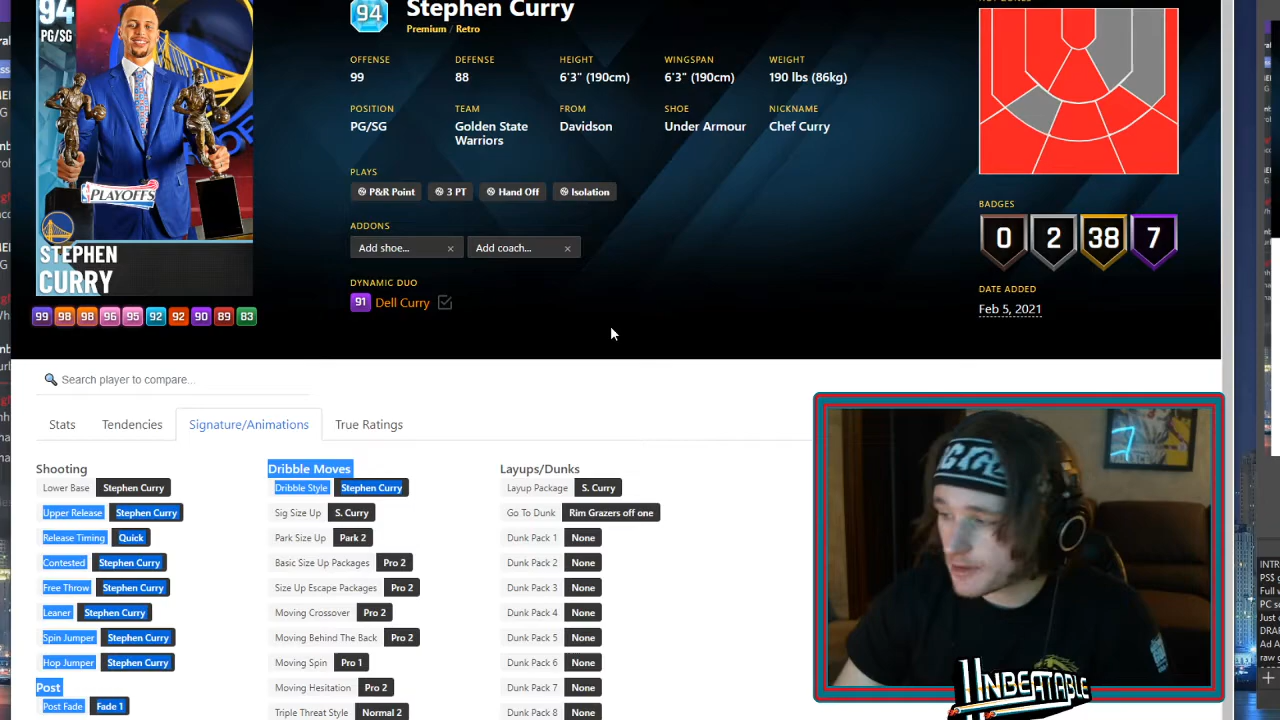 94
PG/SG
PLAYOFFS
STEPHEN
CURRY
99 98 98 96 95 92 92 90 89 83
94
Stephen Curry
Premium / Retro
OFFENSE
99
DEFENSE
88
HEIGHT
6'3" (190cm)
WINGSPAN
6'3" (190cm)
WEIGHT
190 lbs (86kg)
POSITION
PG/SG
TEAM
Golden State
Warriors
FROM
Davidson
SHOE
Under Armour
NICKNAME
Chef Curry
PLAYS
P&R Point
3 PT
Hand Off
Isolation
ADDONS
Add shoe... ×
Add coach... ×
DYNAMIC DUO
91 Dell Curry
BADGES
0 2 38 7
DATE ADDED
Feb 5, 2021
Search player to compare...
Stats
Tendencies
Signature/Animations
True Ratings
Shooting
Lower Base Stephen Curry
Upper Release Stephen Curry
Release Timing Quick
Contested Stephen Curry
Free Throw Stephen Curry
Leaner Stephen Curry
Spin Jumper Stephen Curry
Hop Jumper Stephen Curry
Post
Post Fade Fade 1
Dribble Moves
Dribble Style Stephen Curry
Sig Size Up S. Curry
Park Size Up Park 2
Basic Size Up Packages Pro 2
Size Up Escape Packages Pro 2
Moving Crossover Pro 2
Moving Behind The Back Pro 2
Moving Spin Pro 1
Moving Hesitation Pro 2
Triple Threat Style Normal 2
Layups/Dunks
Layup Package S. Curry
Go To Dunk Rim Grazers off one
Dunk Pack 1 None
Dunk Pack 2 None
Dunk Pack 3 None
Dunk Pack 4 None
Dunk Pack 5 None
Dunk Pack 6 None
Dunk Pack 7 None
Dunk Pack 8 None
UNBEATABLE
INTR
PS$
Full v
PC s
Just
DRA
Ad A
raw